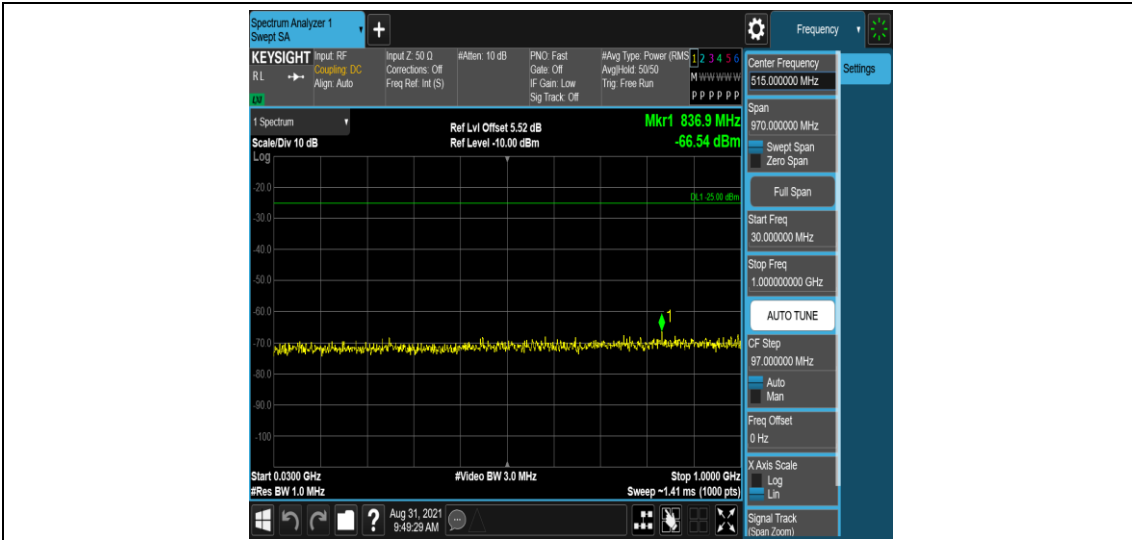 Spectrum Analyzer 1
Swept SA
+
Frequency
KEYSIGHT
RL
LXI
Input: RF
Coupling: DC
Align: Auto
Input Z: 50 Ω
Corrections: Off
Freq Ref: Int (S)
#Atten: 10 dB
PNO: Fast
Gate: Off
IF Gain: Low
Sig Track: Off
#Avg Type: Power (RMS
Avg|Hold: 50/50
Trig: Free Run
1 2 3 4 5 6
M W W W W W
P P P P P P
1 Spectrum
Scale/Div 10 dB
Log
Ref Lvl Offset 5.52 dB
Ref Level -10.00 dBm
Mkr1 836.9 MHz
-66.54 dBm
-20.0
DL1 -25.00 dBm
-30.0
-40.0
-50.0
-60.0
1
-70.0
-80.0
-90.0
-100
Start 0.0300 GHz
#Res BW 1.0 MHz
#Video BW 3.0 MHz
Stop 1.0000 GHz
Sweep ~1.41 ms (1000 pts)
?
Aug 31, 2021
9:49:29 AM
Center Frequency
515.000000 MHz
Settings
Span
970.000000 MHz
Swept Span
Zero Span
Full Span
Start Freq
30.000000 MHz
Stop Freq
1.000000000 GHz
AUTO TUNE
CF Step
97.000000 MHz
Auto
Man
Freq Offset
0 Hz
X Axis Scale
Log
Lin
Signal Track
(Span Zoom)